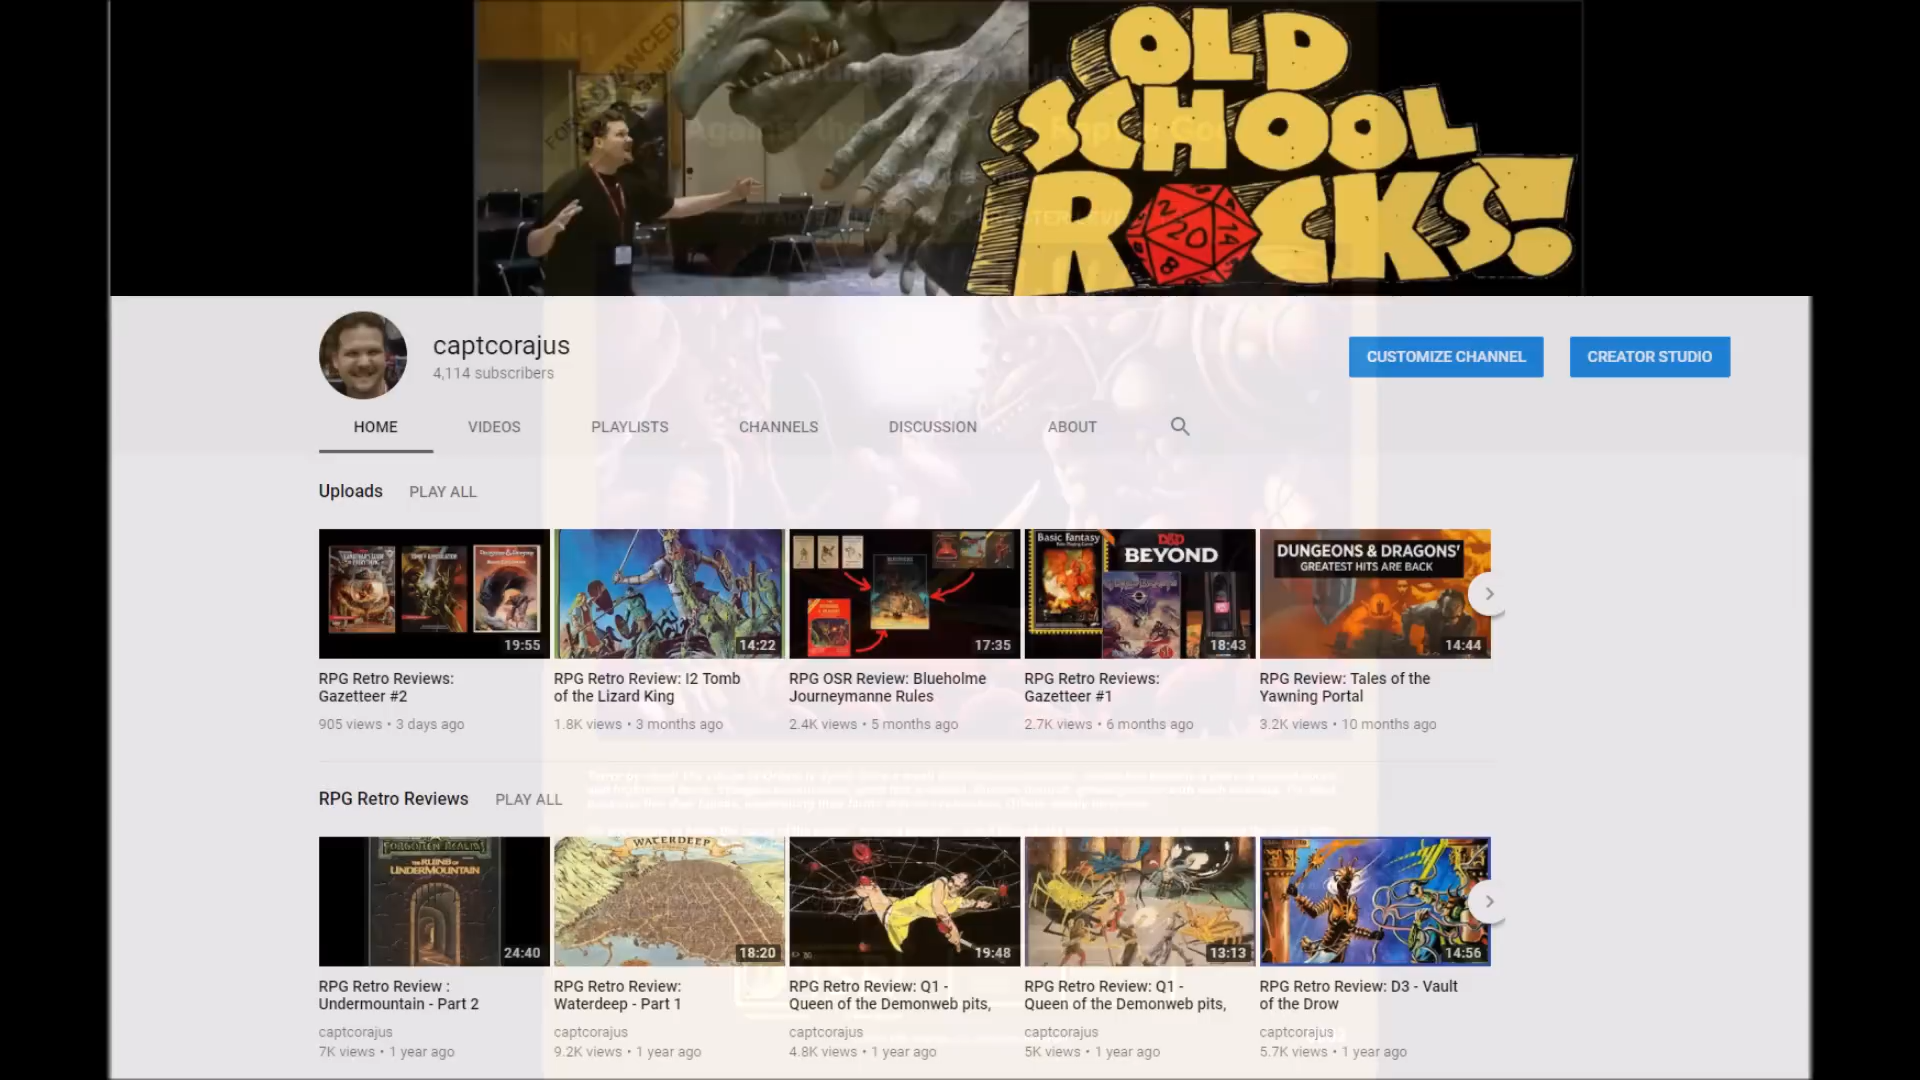 OLD
SCHOOL
ROCKS!
20
captcorajus
4,114 subscribers
CUSTOMIZE CHANNEL
CREATOR STUDIO
HOME
VIDEOS
PLAYLISTS
CHANNELS
DISCUSSION
ABOUT
Uploads
PLAY ALL
Basic Fantasy
D&D
BEYOND
DUNGEONS & DRAGONS'
GREATEST HITS ARE BACK
19:55
14:22
17:35
18:43
14:44
RPG Retro Reviews:
Gazetteer #2
905 views • 3 days ago
RPG Retro Review: I2 Tomb
of the Lizard King
1.8K views • 3 months ago
RPG OSR Review: Blueholme
Journeymanne Rules
2.4K views • 5 months ago
RPG Retro Reviews:
Gazetteer #1
2.7K views • 6 months ago
RPG Review: Tales of the
Yawning Portal
3.2K views • 10 months ago
RPG Retro Reviews
PLAY ALL
FORGOTTEN REALMS
THE RUINS OF
UNDERMOUNTAIN
WATERDEEP
24:40
18:20
19:48
13:13
14:56
RPG Retro Review :
Undermountain - Part 2
captcorajus
7K views • 1 year ago
RPG Retro Review:
Waterdeep - Part 1
captcorajus
9.2K views • 1 year ago
RPG Retro Review: Q1 -
Queen of the Demonweb pits,
captcorajus
4.8K views • 1 year ago
RPG Retro Review: Q1 -
Queen of the Demonweb pits,
captcorajus
5K views • 1 year ago
RPG Retro Review: D3 - Vault
of the Drow
captcorajus
5.7K views • 1 year ago